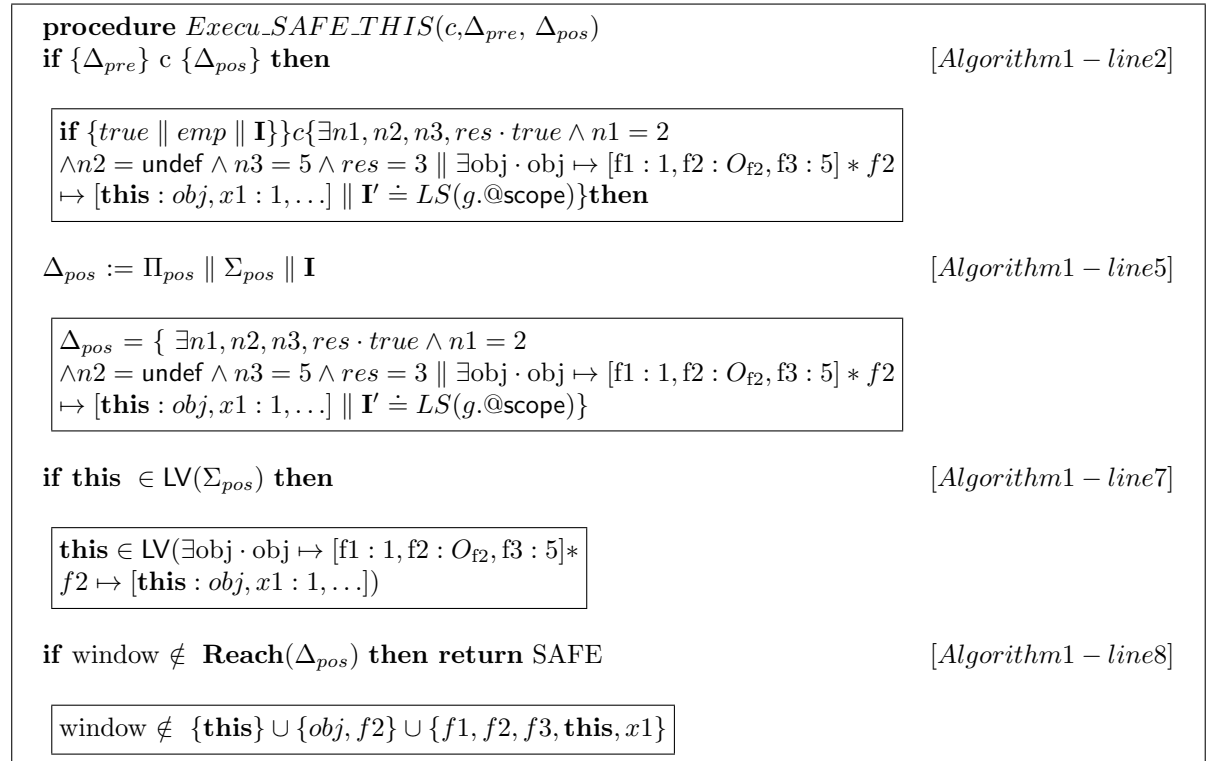 procedure Execu_SAFE_THIS(c,Δ_pre, Δ_pos)
if {Δ_pre} c {Δ_pos} then [Algorithm1 − line2]
if {true ∥ emp ∥ I}}c{∃n1, n2, n3, res · true ∧ n1 = 2
∧n2 = undef ∧ n3 = 5 ∧ res = 3 ∥ ∃obj · obj ↦ [f1 : 1, f2 : O_f2, f3 : 5] ∗ f2
↦ [this : obj, x1 : 1, . . .] ∥ I′ ≐ LS(g.@scope)}then
Δ_pos := Π_pos ∥ Σ_pos ∥ I [Algorithm1 − line5]
Δ_pos = { ∃n1, n2, n3, res · true ∧ n1 = 2
∧n2 = undef ∧ n3 = 5 ∧ res = 3 ∥ ∃obj · obj ↦ [f1 : 1, f2 : O_f2, f3 : 5] ∗ f2
↦ [this : obj, x1 : 1, . . .] ∥ I′ ≐ LS(g.@scope)}
if this ∈ LV(Σ_pos) then [Algorithm1 − line7]
this ∈ LV(∃obj · obj ↦ [f1 : 1, f2 : O_f2, f3 : 5]∗
f2 ↦ [this : obj, x1 : 1, . . .])
if window ∉ Reach(Δ_pos) then return SAFE [Algorithm1 − line8]
window ∉ {this} ∪ {obj, f2} ∪ {f1, f2, f3, this, x1}